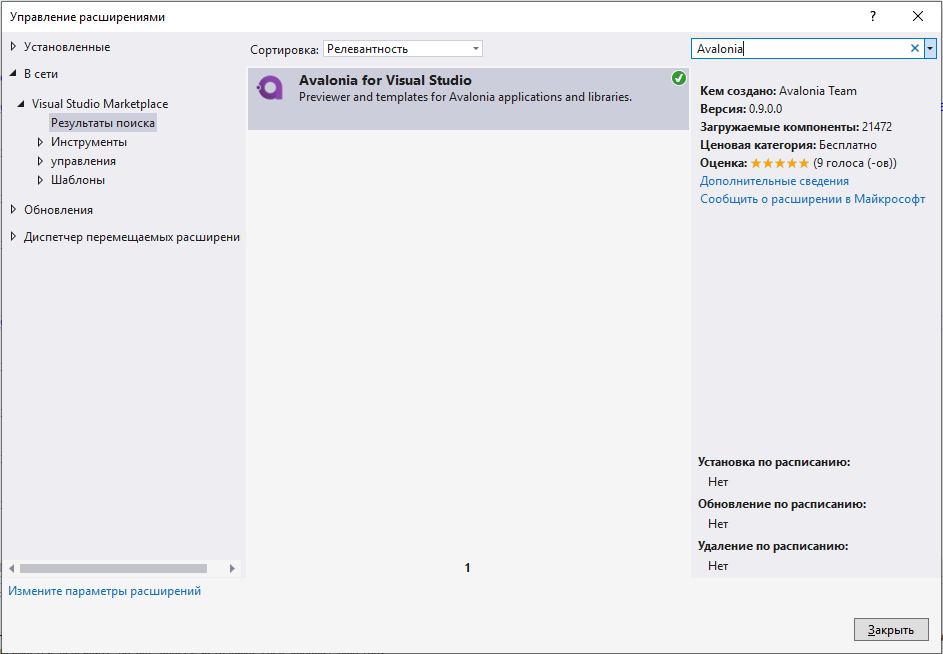 Управление расширениями
?
Установленные
В сети
Visual Studio Marketplace
Результаты поиска
Инструменты
управления
Шаблоны
Обновления
Диспетчер перемещаемых расширени
Измените параметры расширений
Сортировка: Релевантность
Avalonia for Visual Studio
Previewer and templates for Avalonia applications and libraries.
1
Avalonia
Кем создано: Avalonia Team
Версия: 0.9.0.0
Загружаемые компоненты: 21472
Ценовая категория: Бесплатно
Оценка: ★★★★★ (9 голоса (-ов))
Дополнительные сведения
Сообщить о расширении в Майкрософт
Установка по расписанию:
Нет
Обновление по расписанию:
Нет
Удаление по расписанию:
Нет
Закрыть